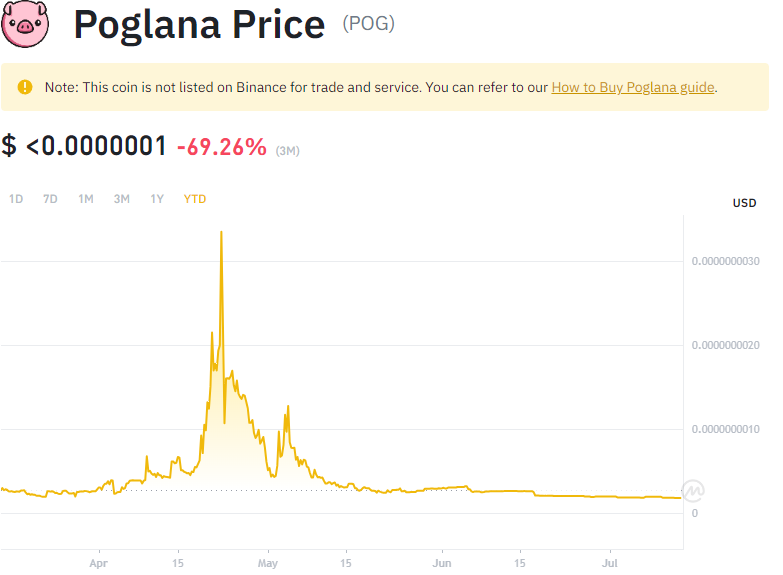 Poglana Price (POG)
Note: This coin is not listed on Binance for trade and service. You can refer to our How to Buy Poglana guide.
$ <0.0000001 -69.26% (3M)
1D 7D 1M 3M 1Y YTD
USD
0.0000000030
0.0000000020
0.0000000010
0
Apr 15 May 15 Jun 15 Jul